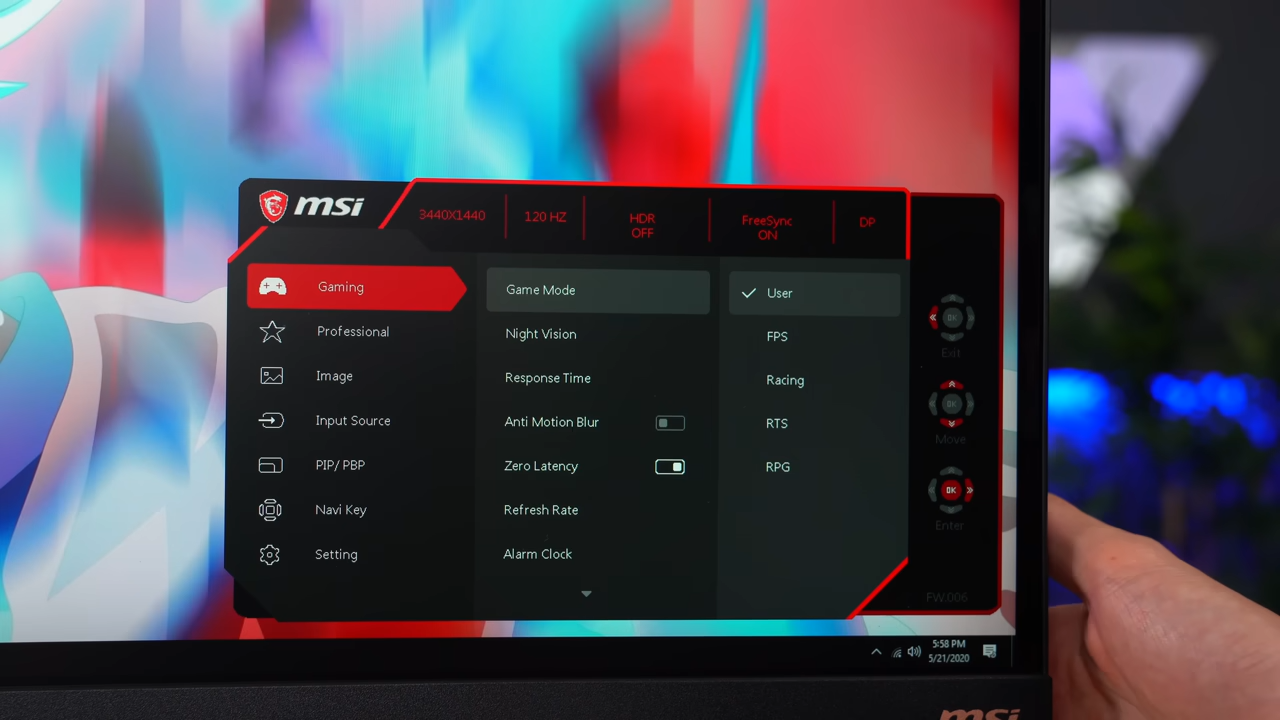 msi
3440X1440
120 HZ
HDR
OFF
FreeSync
ON
DP
Gaming
Professional
Image
Input Source
PIP/ PBP
Navi Key
Setting
Game Mode
Night Vision
Response Time
Anti Motion Blur
Zero Latency
Refresh Rate
Alarm Clock
User
FPS
Racing
RTS
RPG
OK
Exit
OK
Move
OK
Enter
FW.006
5:58 PM
5/21/2020
msi